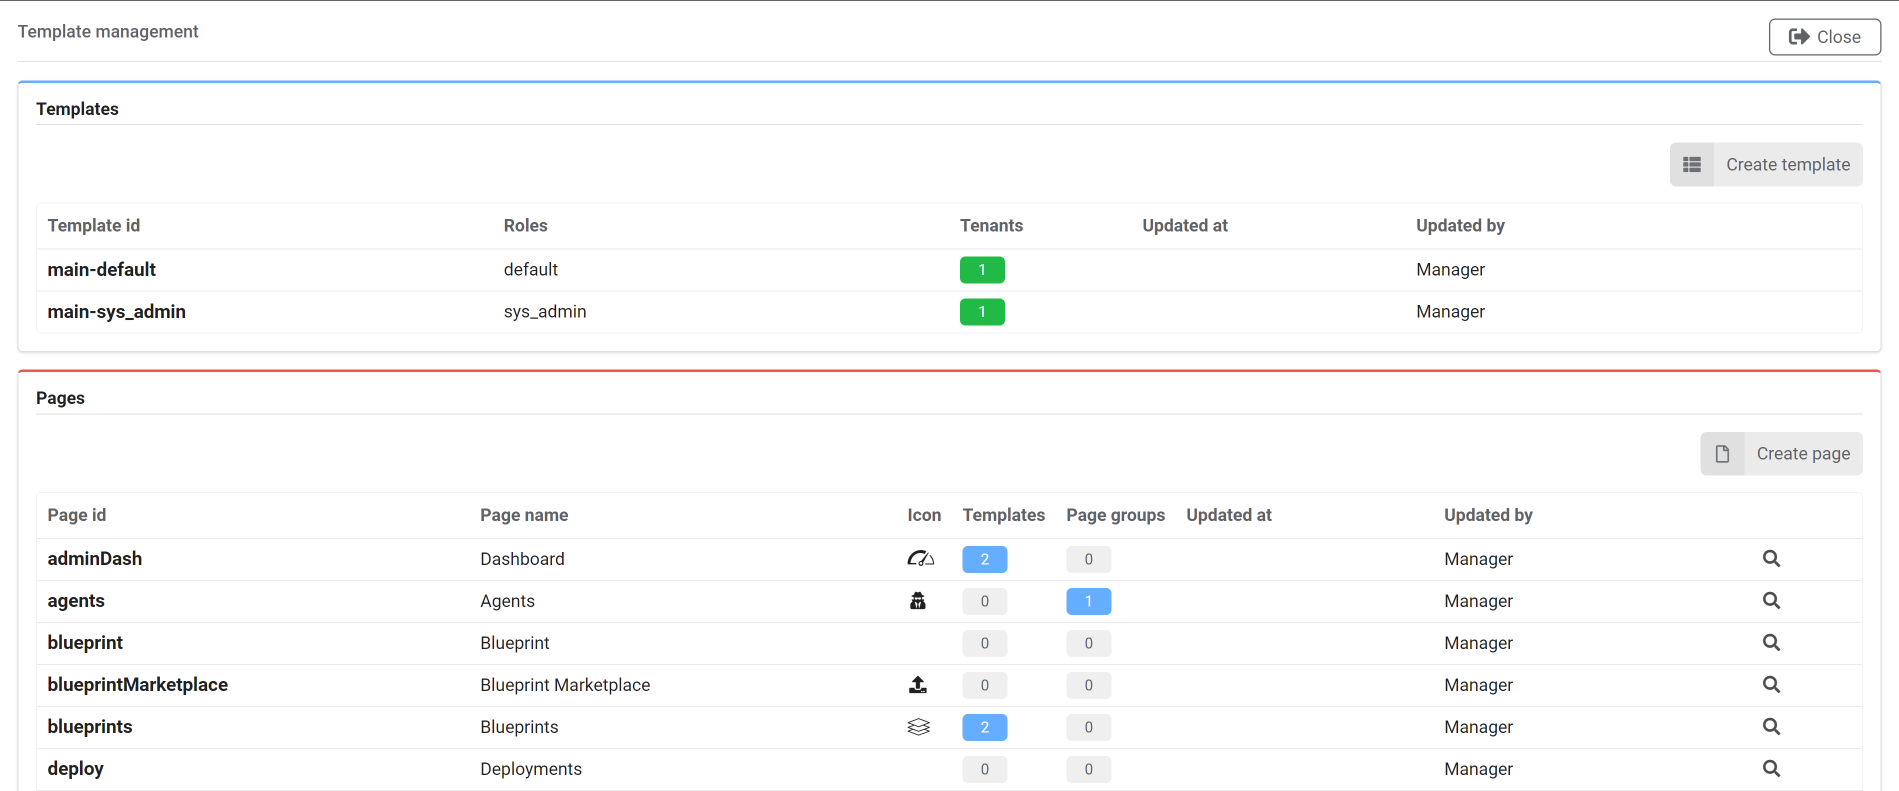 Template management
Close
Templates
Create template
Template id Roles Tenants Updated at Updated by
main-default default 1 Manager
main-sys_admin sys_admin 1 Manager
Pages
Create page
Page id Page name Icon Templates Page groups Updated at Updated by
adminDash Dashboard 2 0 Manager
agents Agents 0 1 Manager
blueprint Blueprint 0 0 Manager
blueprintMarketplace Blueprint Marketplace 0 0 Manager
blueprints Blueprints 2 0 Manager
deploy Deployments 0 0 Manager